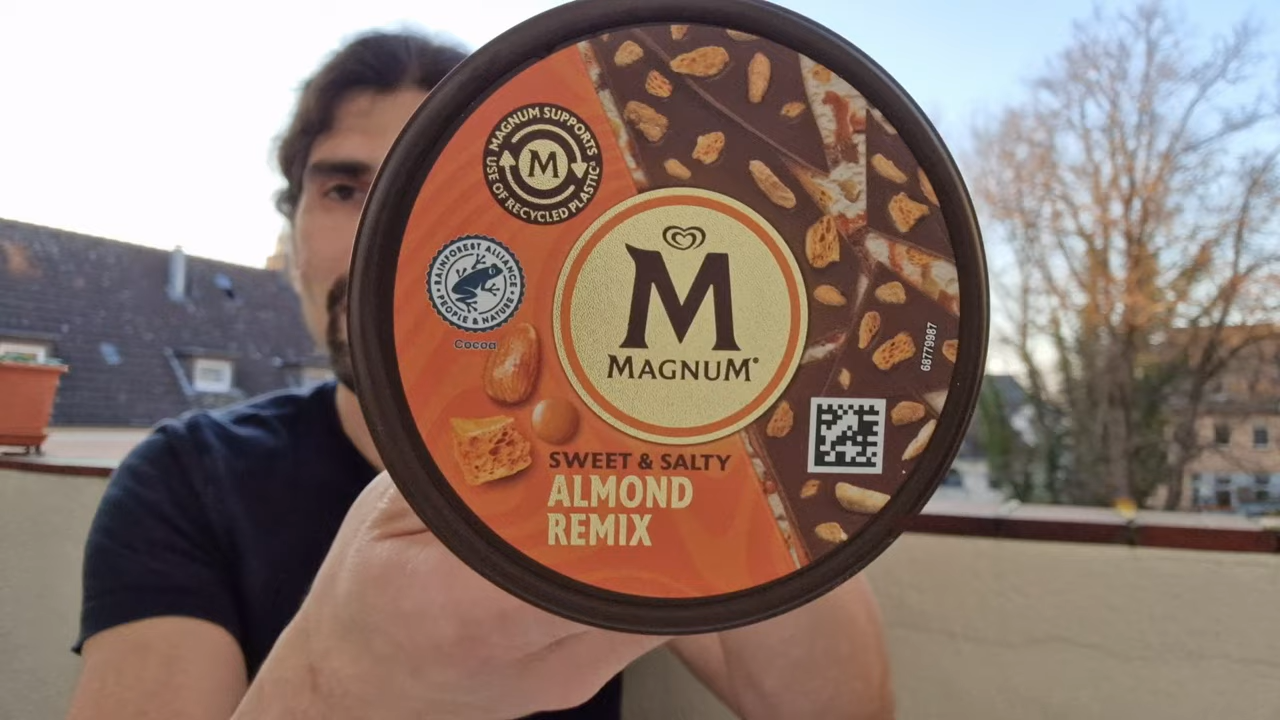 MAGNUM SUPPORTS
M
USE OF RECYCLED PLASTIC
RAINFOREST ALLIANCE
PEOPLE & NATURE
Cocoa
M
MAGNUM®
68779987
SWEET & SALTY
ALMOND
REMIX